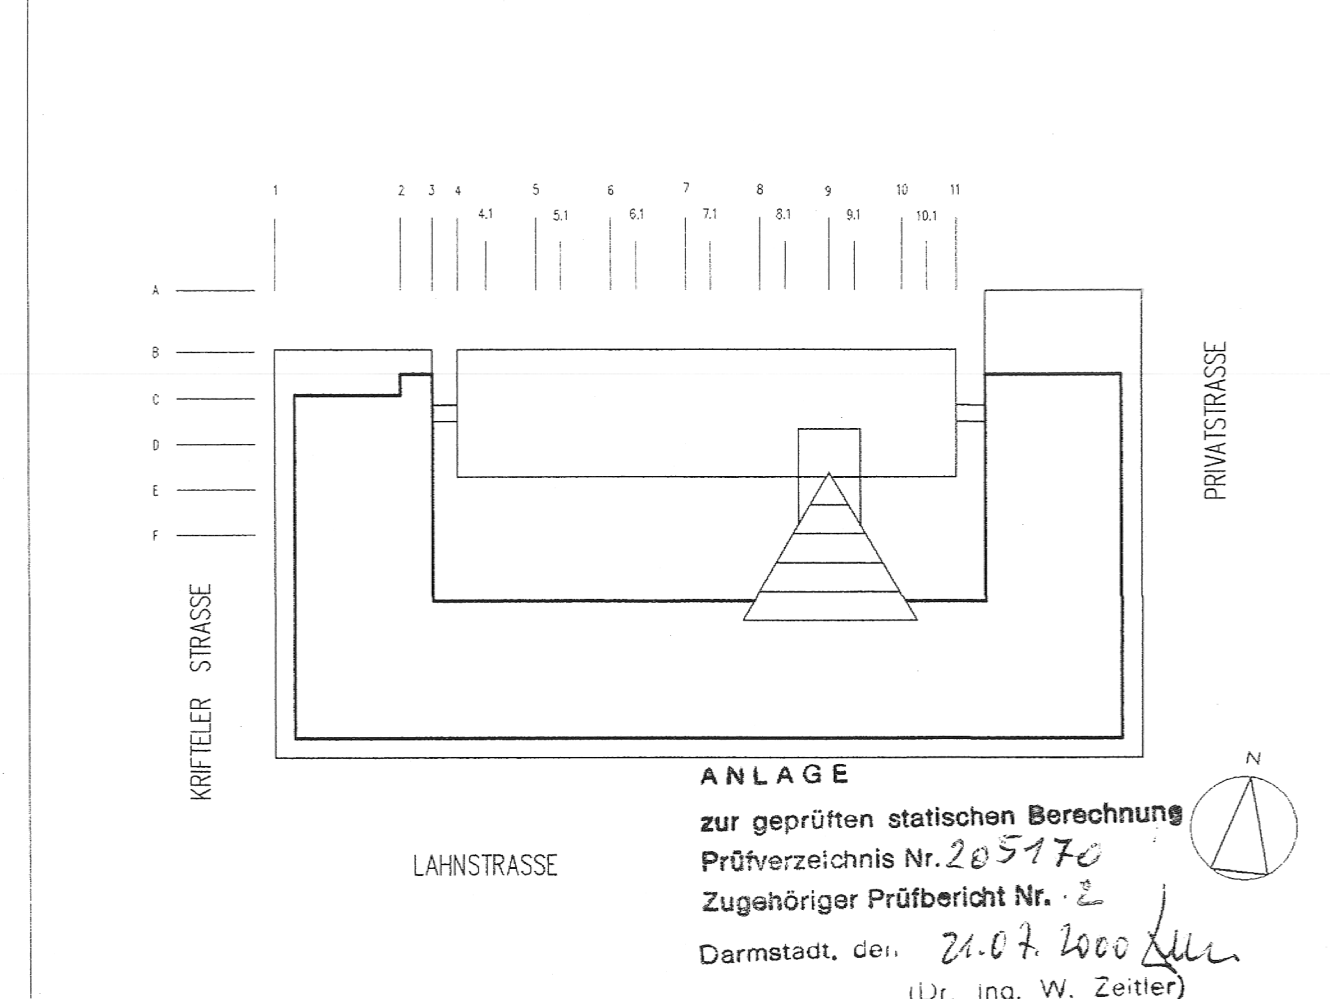 1 2 3 4 5 6 7 8 9 10 11
4.1 5.1 6.1 7.1 8.1 9.1 10.1
A
B
C
D
E
F
PRIVATSTRASSE
KRIFTELER STRASSE
LAHNSTRASSE
N
ANLAGE
zur geprüften statischen Berechnung
Prüfverzeichnis Nr. 205170
Zugehöriger Prüfbericht Nr. 2
Darmstadt, den 21.07.2000
(Dr. Ing. W. Zeitler)